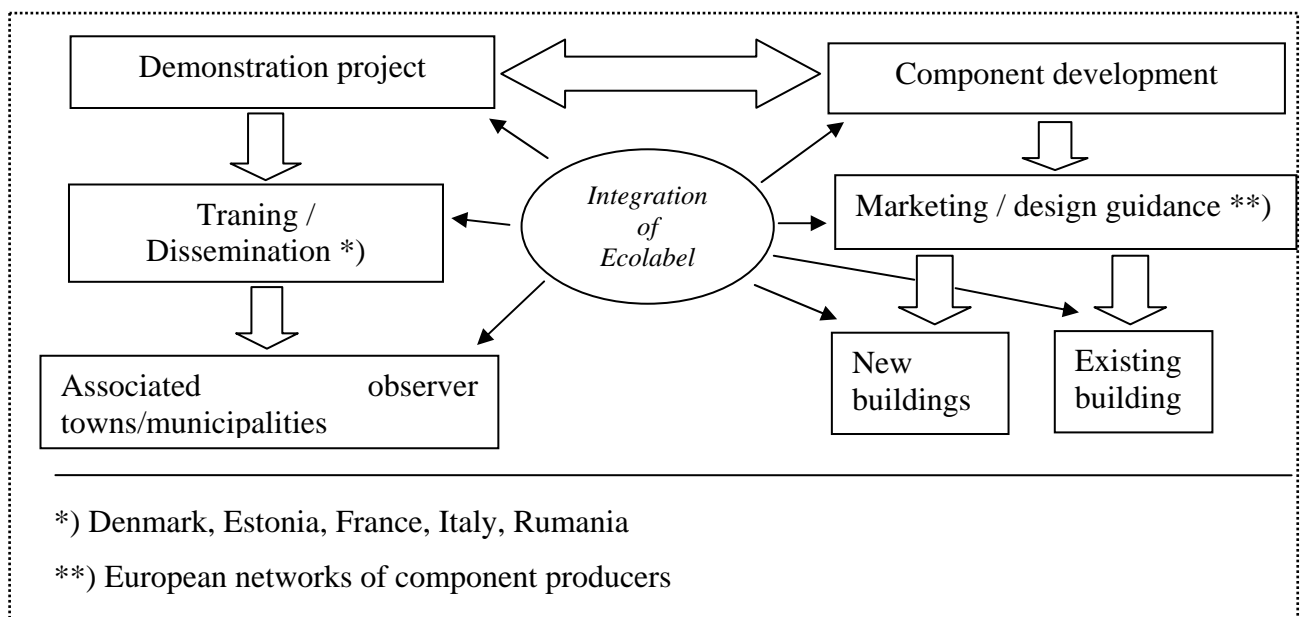 Demonstration project
Component development
Traning /
Dissemination *)
Integration
of
Ecolabel
Marketing / design guidance **)
Associated observer
towns/municipalities
New
buildings
Existing
building
*) Denmark, Estonia, France, Italy, Rumania
**) European networks of component producers